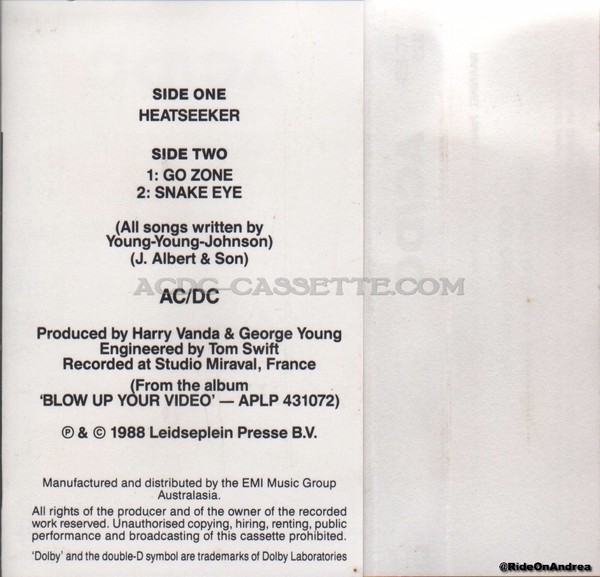 SIDE ONE
HEATSEEKER
SIDE TWO
1: GO ZONE
2: SNAKE EYE
(All songs written by
Young-Young-Johnson)
(J. Albert & Son)
ACDC-CASSETTE.COM
AC/DC
Produced by Harry Vanda & George Young
Engineered by Tom Swift
Recorded at Studio Miraval, France
(From the album
'BLOW UP YOUR VIDEO' — APLP 431072)
℗ & © 1988 Leidseplein Presse B.V.
Manufactured and distributed by the EMI Music Group
Australasia.
All rights of the producer and of the owner of the recorded
work reserved. Unauthorised copying, hiring, renting, public
performance and broadcasting of this cassette prohibited.
'Dolby' and the double-D symbol are trademarks of Dolby Laboratories
@RideOnAndrea